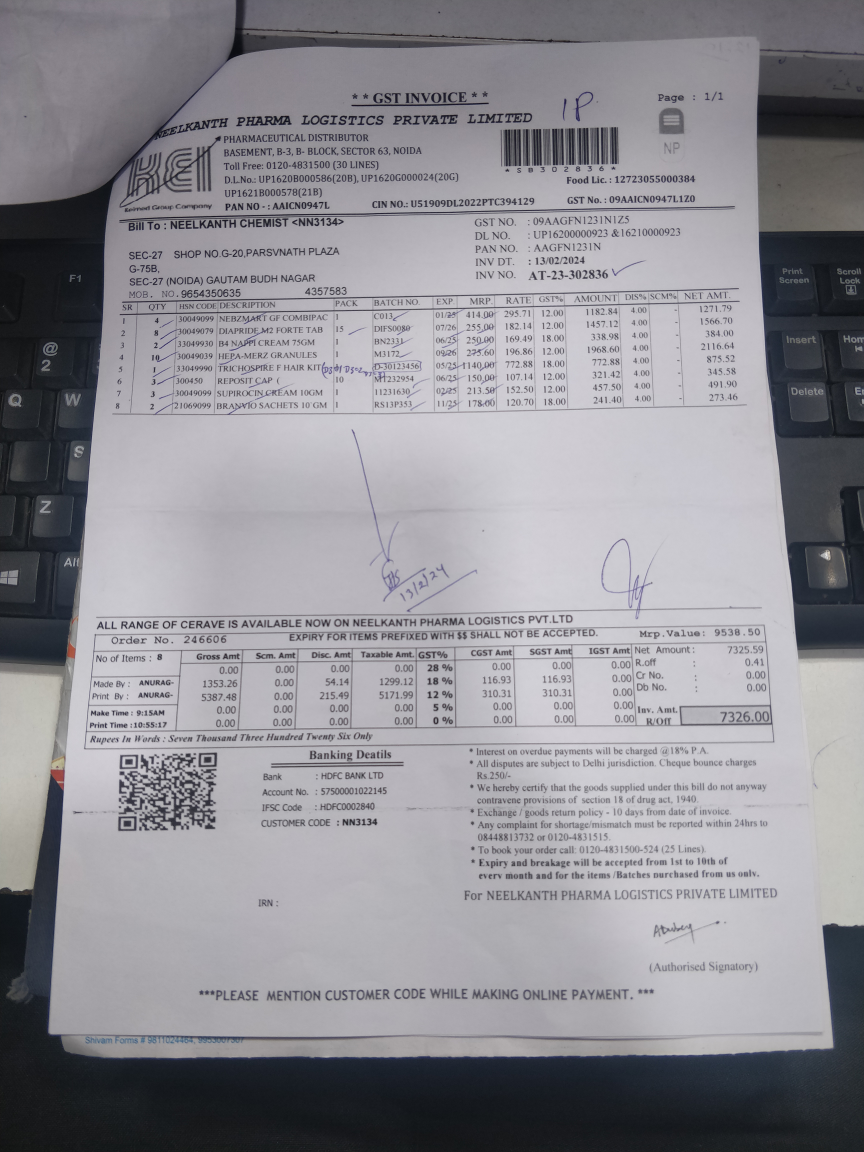 ** GST INVOICE **
1P
Page : 1/1
NEELKANTH PHARMA LOGISTICS PRIVATE LIMITED
PHARMACEUTICAL DISTRIBUTOR
BASEMENT, B-3, B- BLOCK, SECTOR 63, NOIDA
Toll Free: 0120-4831500 (30 LINES)
D.L.No.: UP1620B000586(20B), UP1620G000024(20G)
UP1621B000578(21B)
PAN NO - : AAICN0947L
CIN NO.: U51909DL2022PTC394129
KEI
Keimed Group Company
*SB302836*
NP
Food Lic. : 12723055000384
GST No. : 09AAICN0947L1Z0
Bill To : NEELKANTH CHEMIST <NN3134>
SEC-27 SHOP NO.G-20,PARSVNATH PLAZA
G-75B,
SEC-27 (NOIDA) GAUTAM BUDH NAGAR
MOB. NO.9654350635 4357583
GST NO. : 09AAGFN1231N1Z5
DL NO. : UP16200000923 &16210000923
PAN NO. : AAGFN1231N
INV DT. : 13/02/2024
INV NO. AT-23-302836
SR QTY HSN CODE DESCRIPTION PACK BATCH NO. EXP. MRP. RATE GST% AMOUNT DIS% SCM% NET AMT.
1 4 30049099 NEBZMART GF COMBIPAC 1 C013 01/25 414.00 295.71 12.00 1182.84 4.00 - 1271.79
2 8 30049079 DIAPRIDE M2 FORTE TAB 15 DIFS0080 07/26 255.00 182.14 12.00 1457.12 4.00 - 1566.70
3 2 33049930 B4 NAPPI CREAM 75GM 1 BN2331 06/25 250.00 169.49 18.00 338.98 4.00 - 384.00
4 10 30049039 HEPA-MERZ GRANULES 1 M3172 09/26 275.60 196.86 12.00 1968.60 4.00 - 2116.64
5 1 33049990 TRICHOSPIRE F HAIR KIT 1 D-30123456 05/25 1140.00 772.88 18.00 772.88 4.00 - 875.52
6 3 300450 REPOSIT CAP ( 10 M1232954 06/25 150.00 107.14 12.00 321.42 4.00 - 345.58
7 3 30049099 SUPIROCIN CREAM 10GM 1 11231630 02/25 213.50 152.50 12.00 457.50 4.00 - 491.90
8 2 21069099 BRANVIO SACHETS 10'GM 1 RS13P353 11/25 178.00 120.70 18.00 241.40 4.00 - 273.46
13/2/24
ALL RANGE OF CERAVE IS AVAILABLE NOW ON NEELKANTH PHARMA LOGISTICS PVT.LTD
Order No. 246606 EXPIRY FOR ITEMS PREFIXED WITH $$ SHALL NOT BE ACCEPTED. Mrp.Value: 9538.50
No of Items : 8 Gross Amt Scm. Amt Disc. Amt Taxable Amt. GST% CGST Amt SGST Amt IGST Amt Net Amount : 7325.59
0.00 0.00 0.00 0.00 28 % 0.00 0.00 0.00 R.off : 0.41
Made By : ANURAG- 1353.26 0.00 54.14 1299.12 18 % 116.93 116.93 0.00 Cr No. : 0.00
Print By : ANURAG- 5387.48 0.00 215.49 5171.99 12 % 310.31 310.31 0.00 Db No. : 0.00
Make Time : 9:15AM 0.00 0.00 0.00 0.00 5 % 0.00 0.00 0.00 Inv. Amt.
Print Time :10:55:17 0.00 0.00 0.00 0.00 0 % 0.00 0.00 0.00 R/Off 7326.00
Rupees In Words : Seven Thousand Three Hundred Twenty Six Only
Banking Deatils
Bank : HDFC BANK LTD
Account No. : 57500001022145
IFSC Code : HDFC0002840
CUSTOMER CODE : NN3134
* Interest on overdue payments will be charged @18% P.A.
* All disputes are subject to Delhi jurisdiction. Cheque bounce charges
Rs.250/-
* We hereby certify that the goods supplied under this bill do not anyway
contravene provisions of section 18 of drug act, 1940.
* Exchange / goods return policy - 10 days from date of invoice.
* Any complaint for shortage/mismatch must be reported within 24hrs to
08448813732 or 0120-4831515.
* To book your order call: 0120-4831500-524 (25 Lines).
* Expiry and breakage will be accepted from 1st to 10th of
every month and for the items /Batches purchased from us only.
For NEELKANTH PHARMA LOGISTICS PRIVATE LIMITED
IRN :
(Authorised Signatory)
***PLEASE MENTION CUSTOMER CODE WHILE MAKING ONLINE PAYMENT. ***
Shivam Forms # 9811024464, 9953007307
F1
@
2
Q
W
S
Z
Alt
Print
Screen
Scroll
Lock
Insert
Hom
Delete
En